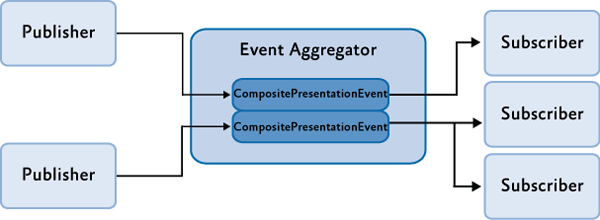 Publisher
Publisher
Event Aggregator
CompositePresentationEvent
CompositePresentationEvent
Subscriber
Subscriber
Subscriber